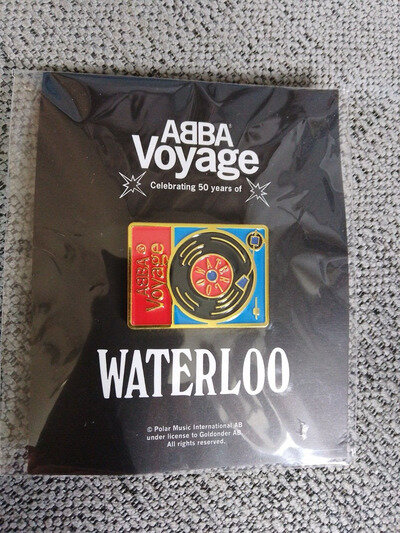 ABBA
Voyage
Celebrating 50 years of
ABBA
Voyage
WATERLOO
WATERLOO
© Polar Music International AB
under license to Goldonder AB
All rights reserved.